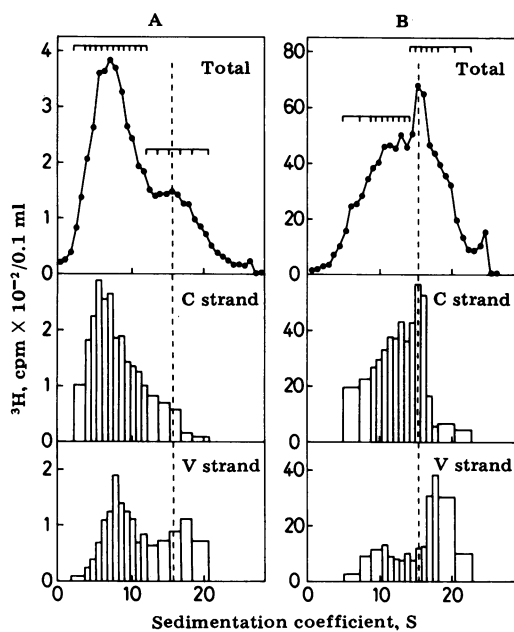 A B
Total Total
4 80
3 60
2 40
1 20
0 0
C strand C strand
2 40
1 20
0 0
V strand V strand
2 40
1 20
0 0
0 10 20 0 10 20
³H, cpm X 10⁻²/0.1 ml
Sedimentation coefficient, S